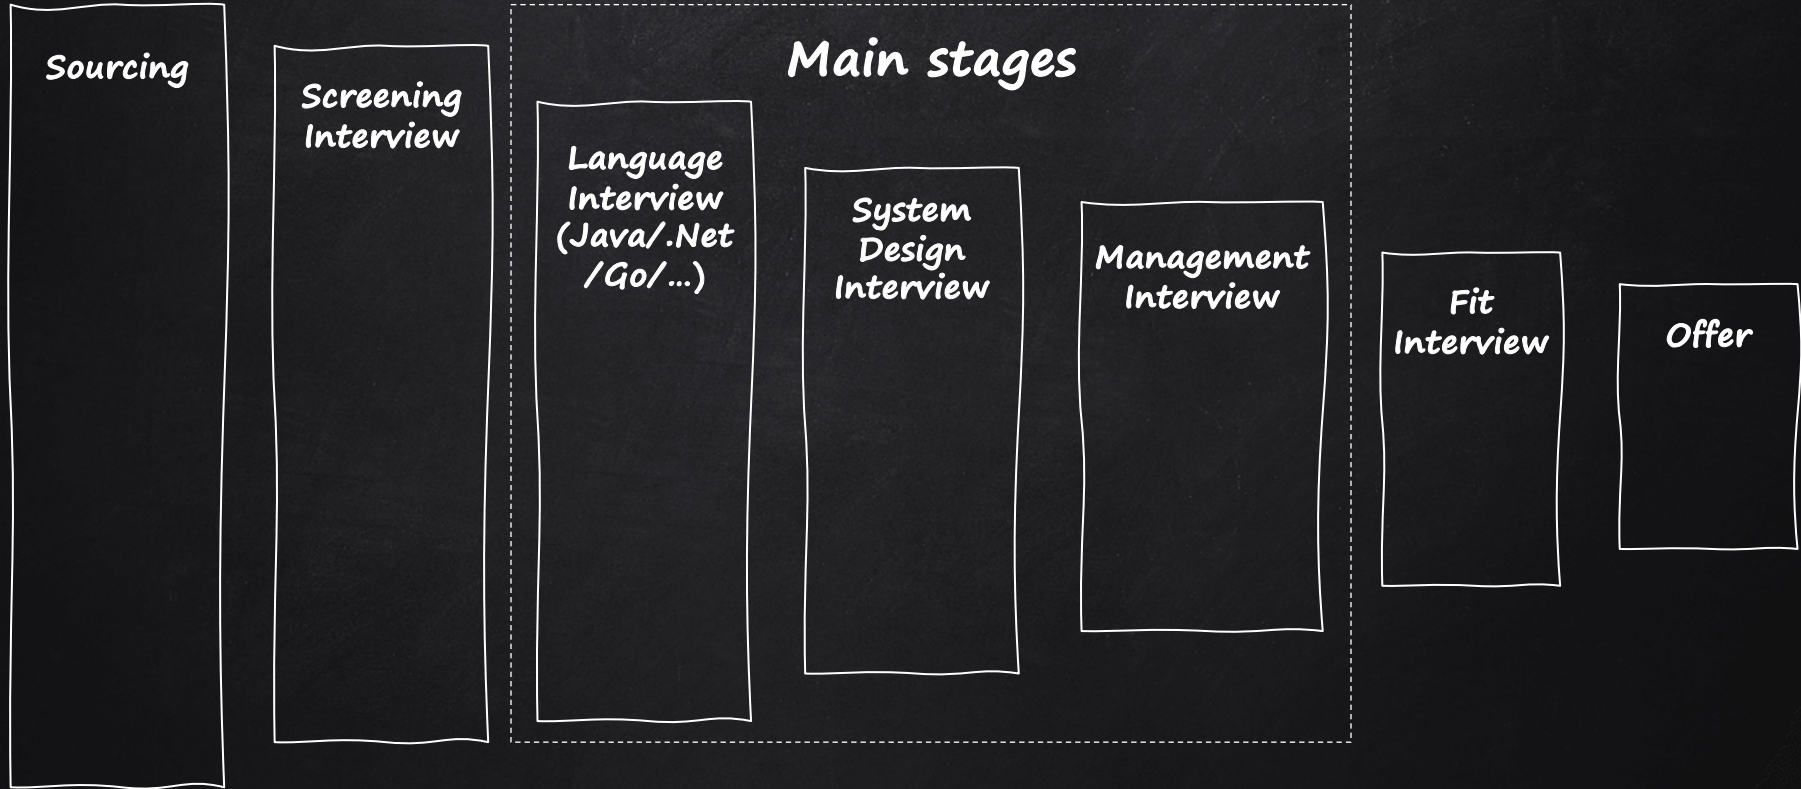 Sourcing
Screening
Interview
Main stages
Language
Interview
(Java/.Net
/Go/...)
System
Design
Interview
Management
Interview
Fit
Interview
Offer